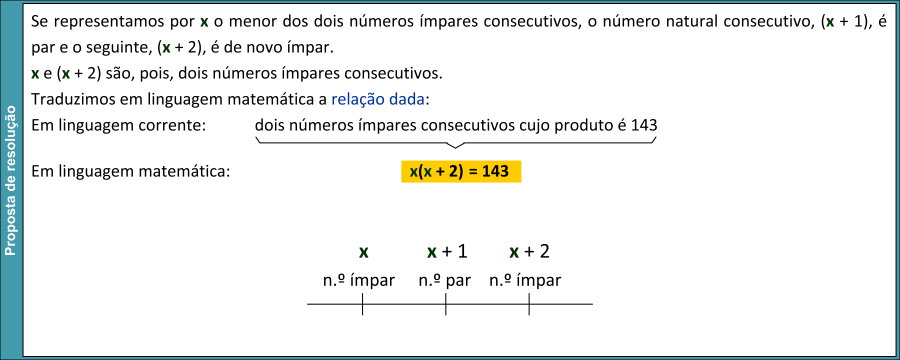 Proposta de resolução
Se representamos por x o menor dos dois números ímpares consecutivos, o número natural consecutivo, (x + 1), é
par e o seguinte, (x + 2), é de novo ímpar.
x e (x + 2) são, pois, dois números ímpares consecutivos.
Traduzimos em linguagem matemática a relação dada:
Em linguagem corrente: dois números ímpares consecutivos cujo produto é 143
Em linguagem matemática: x(x + 2) = 143
x x + 1 x + 2
n.º ímpar n.º par n.º ímpar